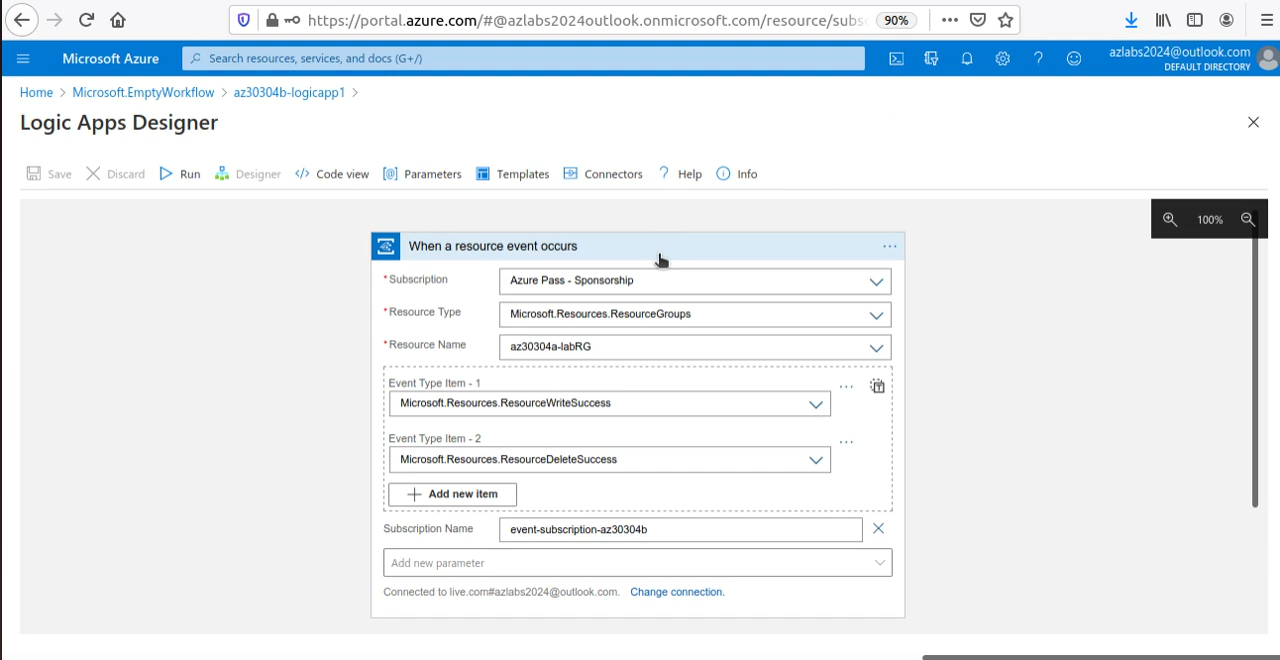 https://portal.azure.com/#@azlabs2024outlook.onmicrosoft.com/resource/subs 90%
Microsoft Azure Search resources, services, and docs (G+/) azlabs2024@outlook.com
DEFAULT DIRECTORY
Home > Microsoft.EmptyWorkflow > az30304b-logicapp1 >
Logic Apps Designer
Save Discard Run Designer Code view Parameters Templates Connectors Help Info
100%
When a resource event occurs
*Subscription Azure Pass - Sponsorship
*Resource Type Microsoft.Resources.ResourceGroups
*Resource Name az30304a-labRG
Event Type Item - 1
Microsoft.Resources.ResourceWriteSuccess
Event Type Item - 2
Microsoft.Resources.ResourceDeleteSuccess
Add new item
Subscription Name event-subscription-az30304b
Add new parameter
Connected to live.com#azlabs2024@outlook.com. Change connection.